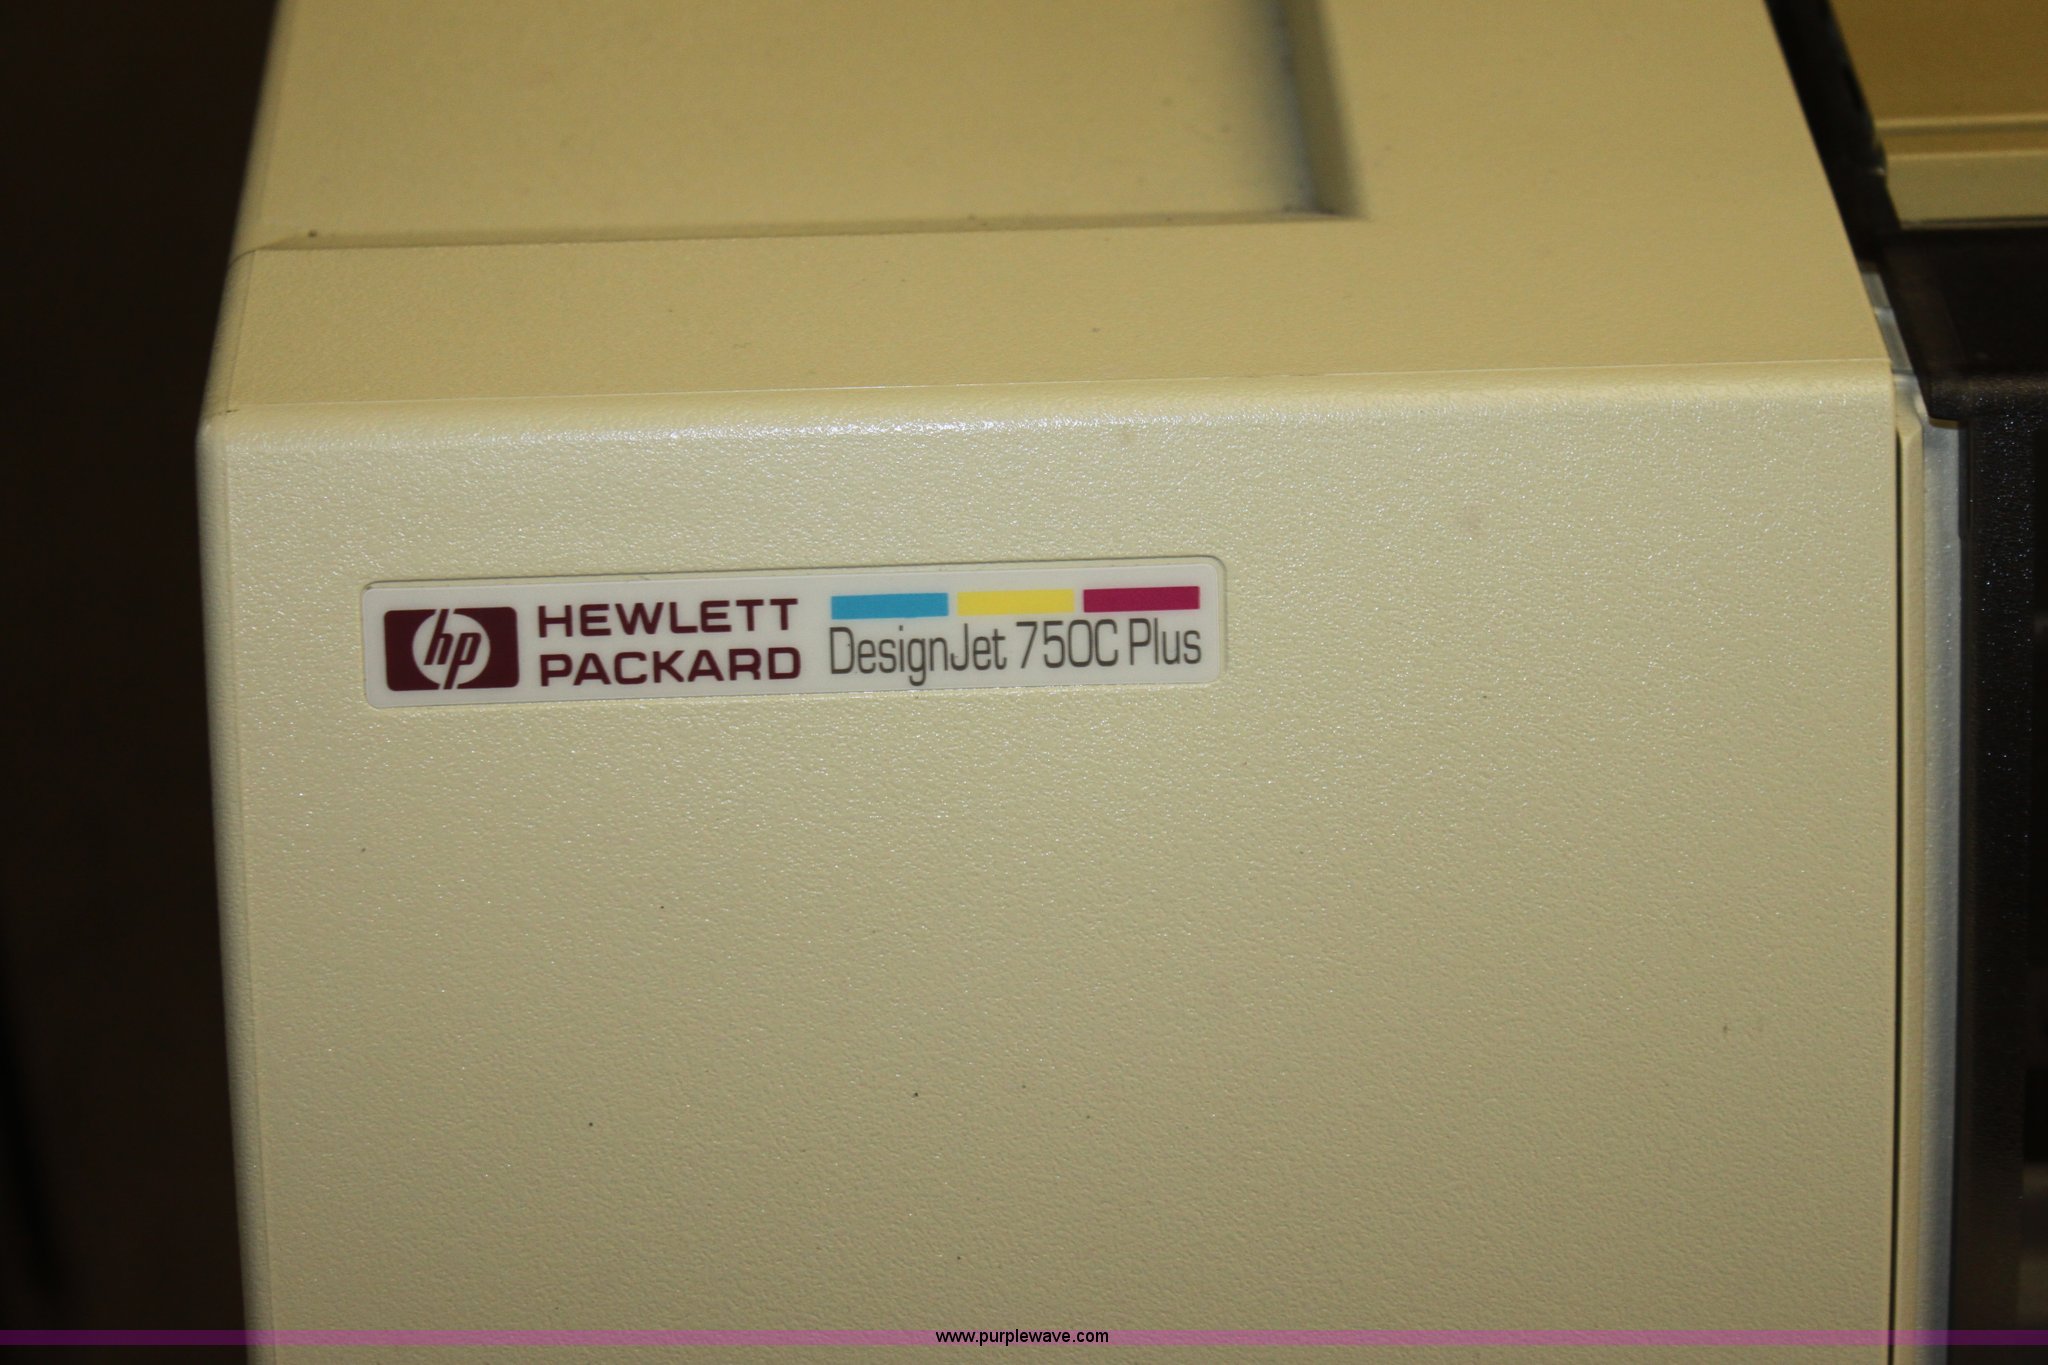 hp HEWLETT
PACKARD
DesignJet 750C Plus
www.purplewave.com